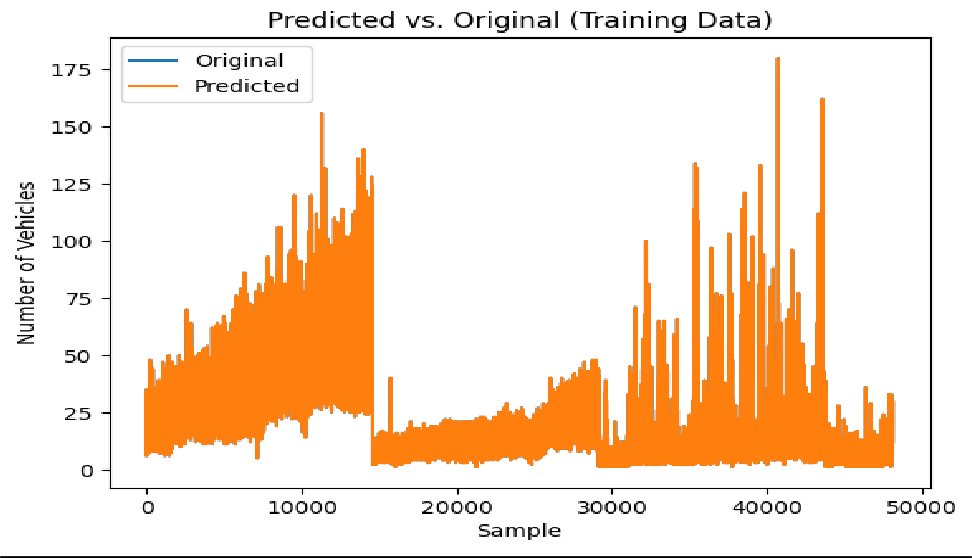 Predicted vs. Original (Training Data)
Original
Predicted
175
150
125
100
75
50
25
0
Number of Vehicles
0 10000 20000 30000 40000 50000
Sample